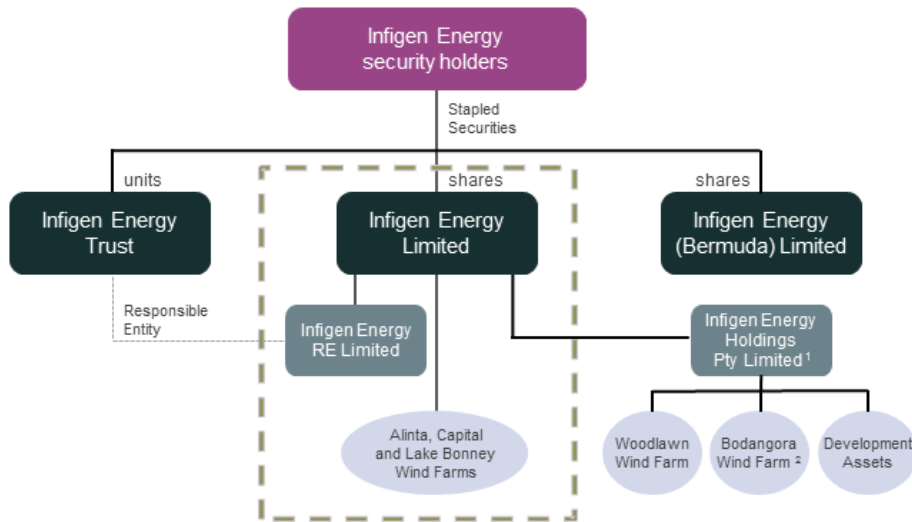 Infigen Energy
security holders
Stapled
Securities
units
shares
shares
Infigen Energy
Trust
Infigen Energy
Limited
Infigen Energy
(Bermuda) Limited
Responsible
Entity
Infigen Energy
RE Limited
Infigen Energy
Holdings
Pty Limited ¹
Alinta, Capital
and Lake Bonney
Wind Farms
Woodlawn
Wind Farm
Bodangora
Wind Farm ²
Development
Assets